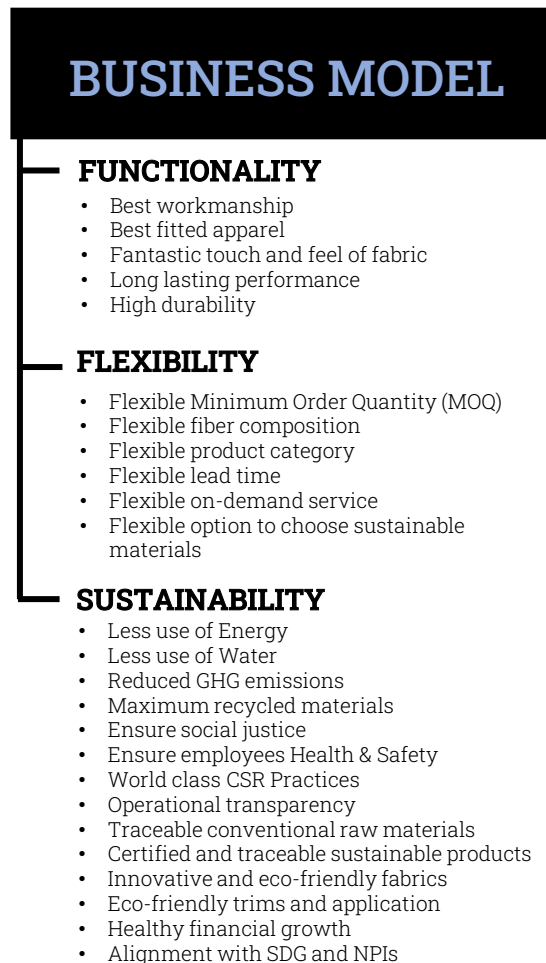 BUSINESS MODEL
FUNCTIONALITY
• Best workmanship
• Best fitted apparel
• Fantastic touch and feel of fabric
• Long lasting performance
• High durability
FLEXIBILITY
• Flexible Minimum Order Quantity (MOQ)
• Flexible fiber composition
• Flexible product category
• Flexible lead time
• Flexible on-demand service
• Flexible option to choose sustainable
materials
SUSTAINABILITY
• Less use of Energy
• Less use of Water
• Reduced GHG emissions
• Maximum recycled materials
• Ensure social justice
• Ensure employees Health & Safety
• World class CSR Practices
• Operational transparency
• Traceable conventional raw materials
• Certified and traceable sustainable products
• Innovative and eco-friendly fabrics
• Eco-friendly trims and application
• Healthy financial growth
• Alignment with SDG and NPIs